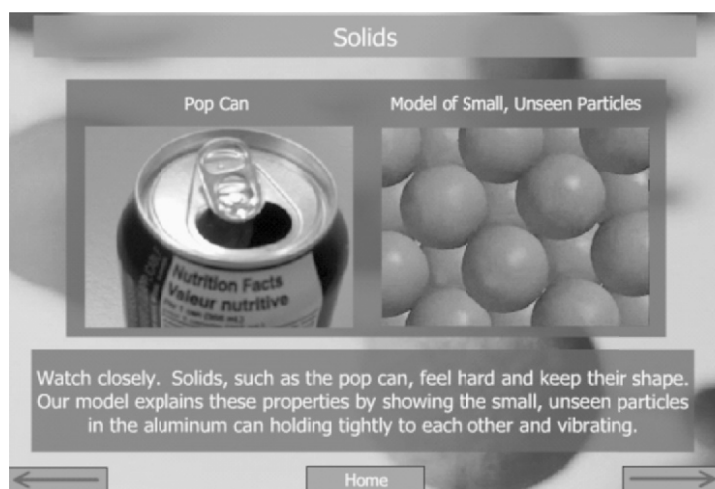 Solids
Pop Can
Model of Small, Unseen Particles
Nutrition Facts
Valeur nutritive
Watch closely. Solids, such as the pop can, feel hard and keep their shape.
Our model explains these properties by showing the small, unseen particles
in the aluminum can holding tightly to each other and vibrating.
Home